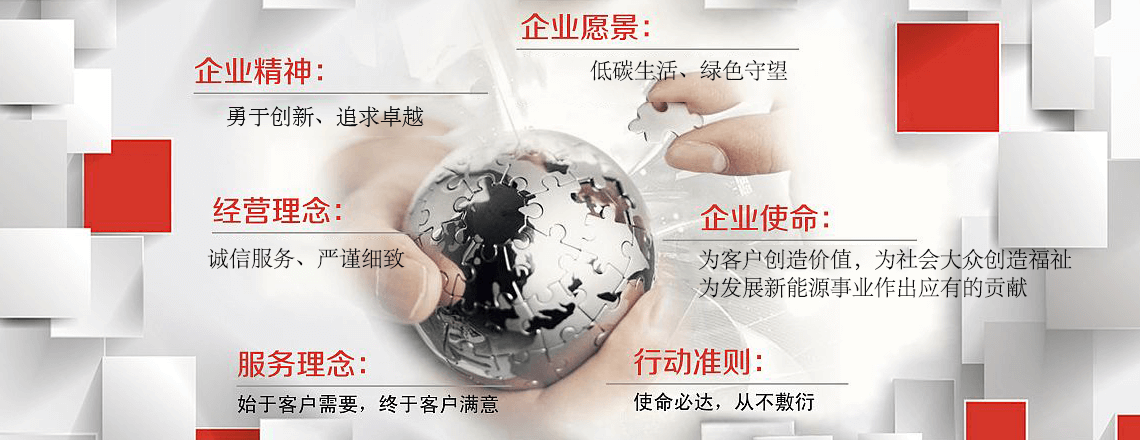 企业愿景：
低碳生活、绿色守望
企业精神：
勇于创新、追求卓越
经营理念：
诚信服务、严谨细致
企业使命：
为客户创造价值，为社会大众创造福祉
为发展新能源事业作出应有的贡献
服务理念：
始于客户需要，终于客户满意
行动准则：
使命必达，从不敷衍